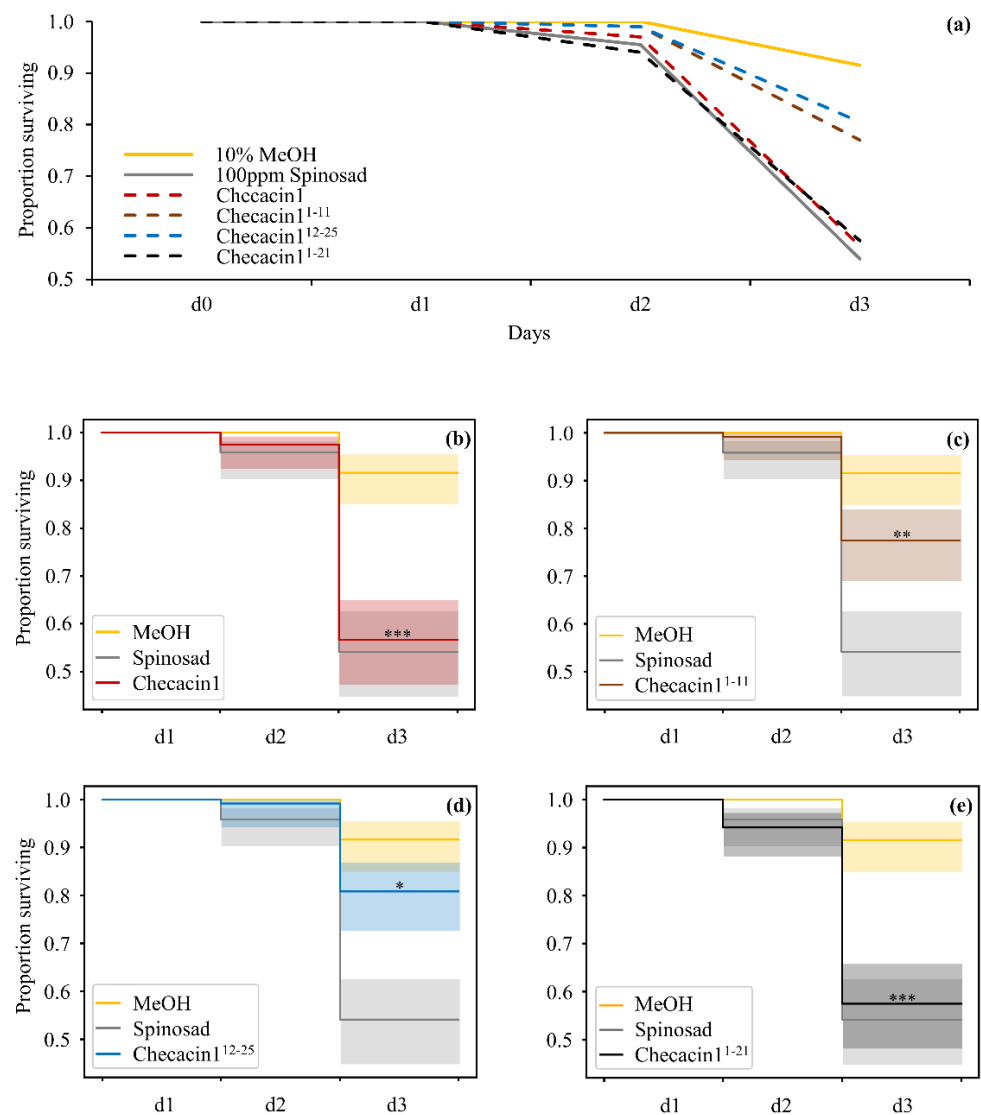 (a)
Proportion surviving
1.0
0.9
0.8
0.7
0.6
0.5
10% MeOH
100ppm Spinosad
Checacin1
Checacin1¹⁻¹¹
Checacin1¹²⁻²⁵
Checacin1¹⁻²¹
d0 d1 d2 d3
Days
(b)
Proportion surviving
1.0
0.9
0.8
0.7
0.6
0.5
***
MeOH
Spinosad
Checacin1
d1 d2 d3
(c)
1.0
0.9
0.8
0.7
0.6
0.5
**
MeOH
Spinosad
Checacin1¹⁻¹¹
d1 d2 d3
(d)
Proportion surviving
1.0
0.9
0.8
0.7
0.6
0.5
*
MeOH
Spinosad
Checacin1¹²⁻²⁵
d1 d2 d3
(e)
1.0
0.9
0.8
0.7
0.6
0.5
***
MeOH
Spinosad
Checacin1¹⁻²¹
d1 d2 d3